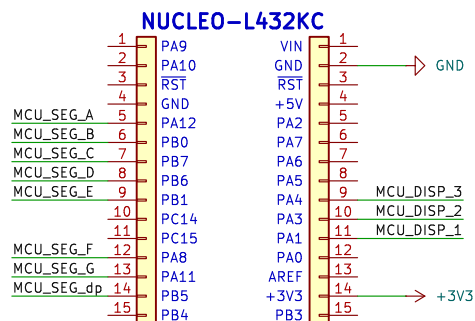 NUCLEO-L432KC
1 PA9 VIN 1
2 PA10 GND 2 GND
3 RST RST 3
4 GND +5V 4
MCU_SEG_A 5 PA12 PA2 5
MCU_SEG_B 6 PB0 PA7 6
MCU_SEG_C 7 PB7 PA6 7
MCU_SEG_D 8 PB6 PA5 8
MCU_SEG_E 9 PB1 PA4 9 MCU_DISP_3
10 PC14 PA3 10 MCU_DISP_2
11 PC15 PA1 11 MCU_DISP_1
MCU_SEG_F 12 PA8 PA0 12
MCU_SEG_G 13 PA11 AREF 13
MCU_SEG_dp 14 PB5 +3V3 14 +3V3
15 PB4 PB3 15